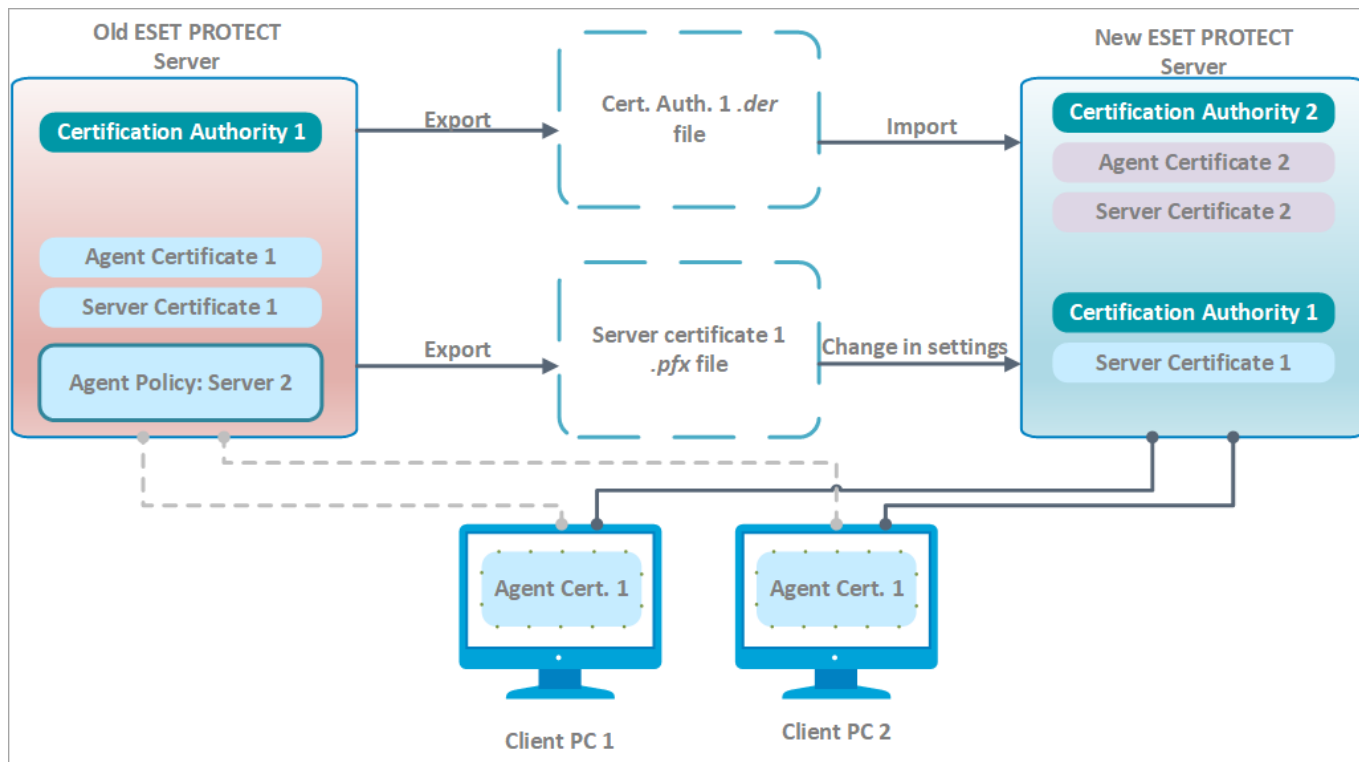 Old ESET PROTECT
Server
New ESET PROTECT
Server
Certification Authority 1
Agent Certificate 1
Server Certificate 1
Agent Policy: Server 2
Export
Cert. Auth. 1 .der
file
Import
Export
Server certificate 1
.pfx file
Change in settings
Certification Authority 2
Agent Certificate 2
Server Certificate 2
Certification Authority 1
Server Certificate 1
Agent Cert. 1
Agent Cert. 1
Client PC 1
Client PC 2